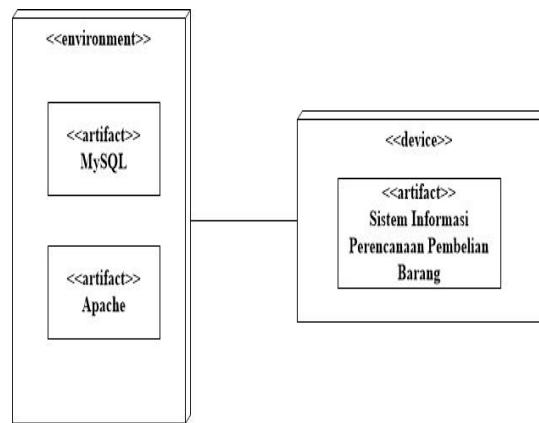 <<environment>>
<<artifact>>
MySQL
<<artifact>>
Apache
<<device>>
<<artifact>>
Sistem Informasi
Perencanaan Pembelian
Barang